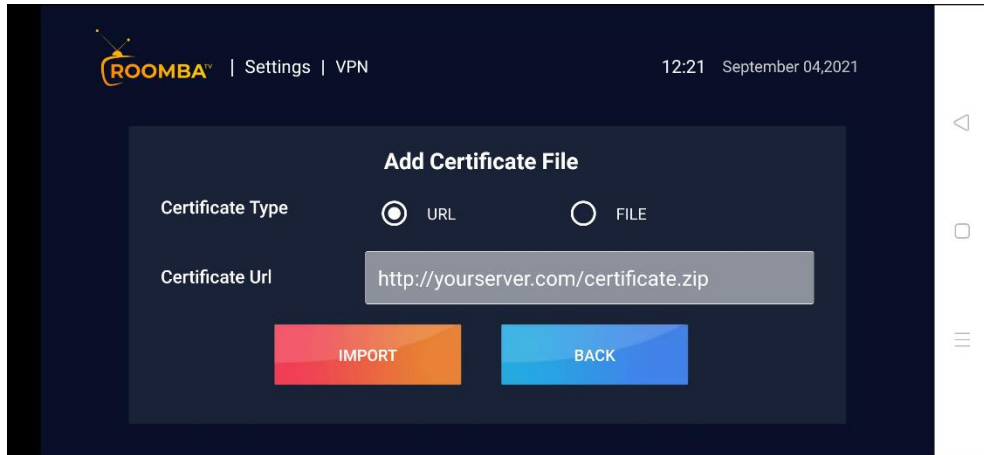 ROOMBA TV | Settings | VPN 12:21 September 04,2021
Add Certificate File
Certificate Type URL FILE
Certificate Url http://yourserver.com/certificate.zip
IMPORT BACK